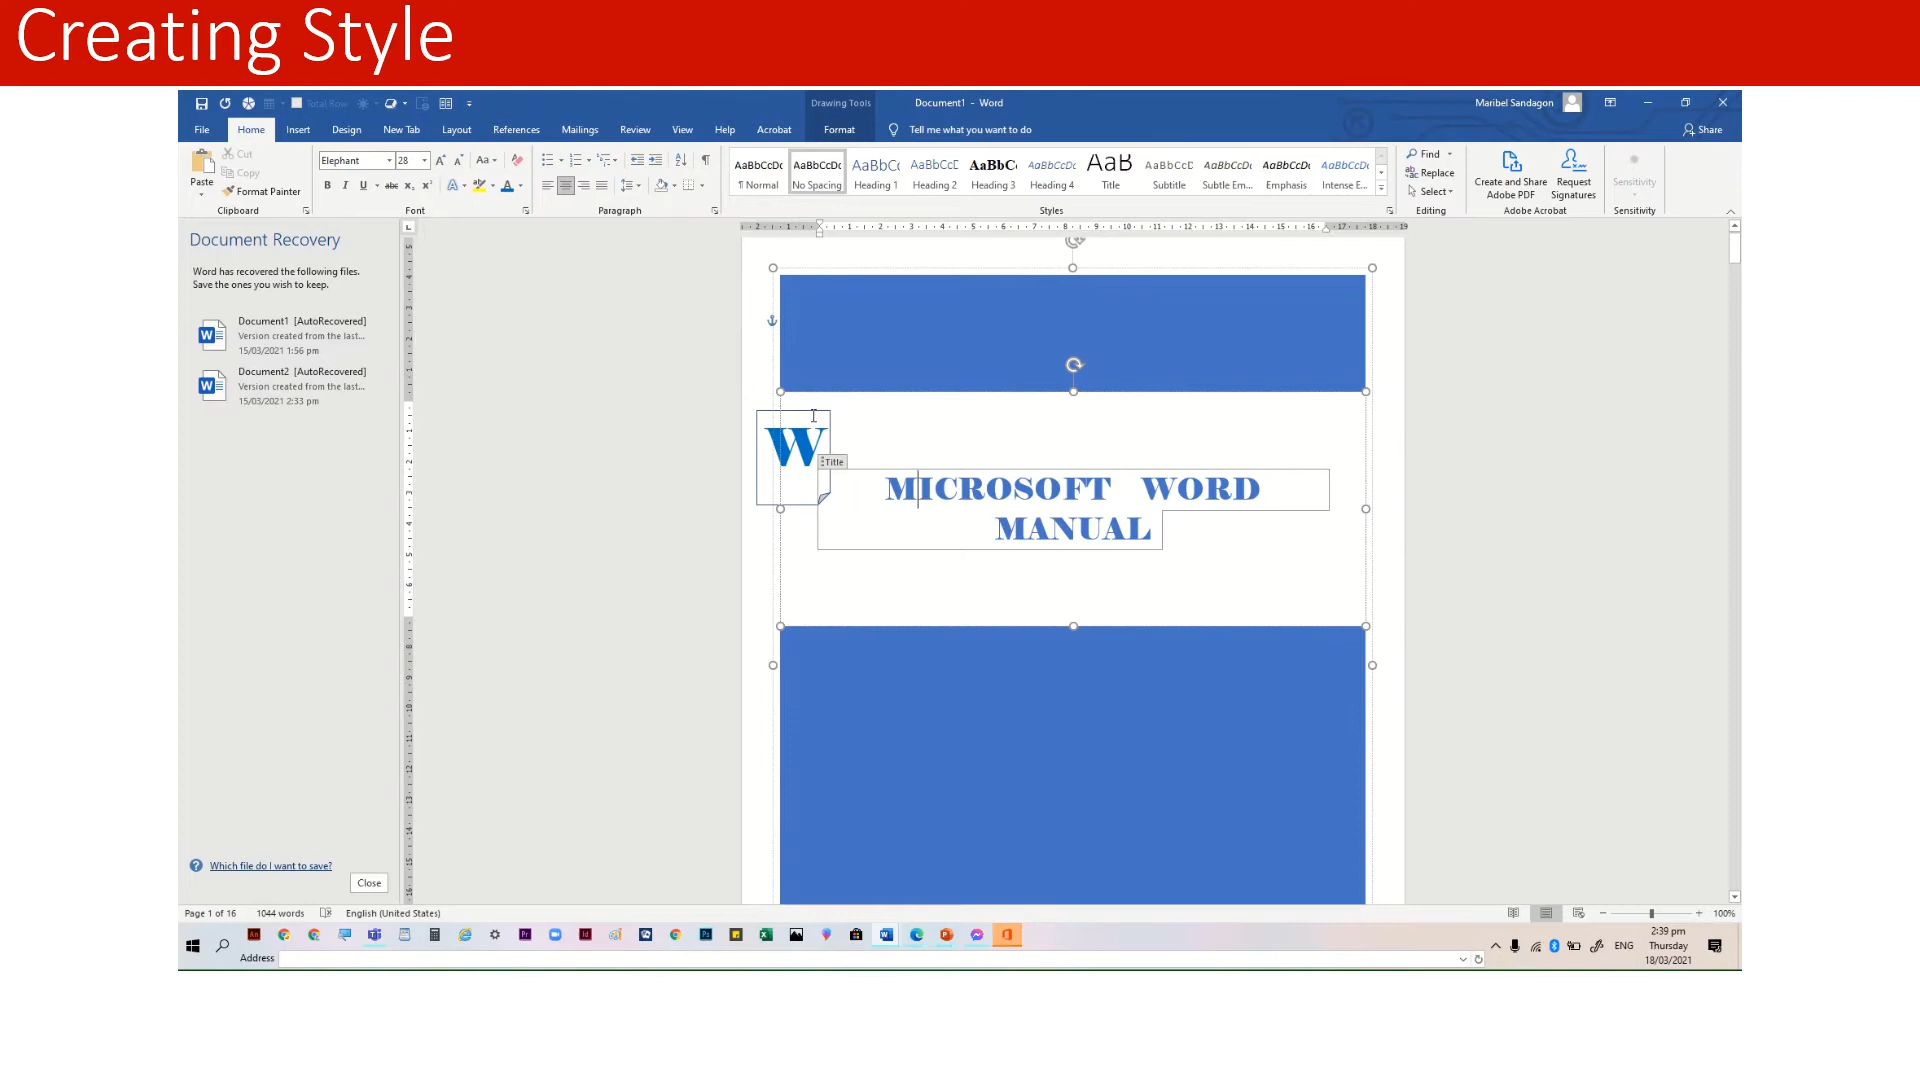 Creating Style
Total Row
Drawing Tools
Document1 - Word
Maribel Sandagon
File Home Insert Design New Tab Layout References Mailings Review View Help Acrobat Format Tell me what you want to do Share
Paste
Cut
Copy
Format Painter
Clipboard
Elephant 28
Font
Paragraph
AaBbCcDc AaBbCcDc AaBbCc AaBbCcD AaBbC AaBbCcDc AaB AaBbCcD AaBbCcDc AaBbCcDc AaBbCcDc
¶ Normal No Spacing Heading 1 Heading 2 Heading 3 Heading 4 Title Subtitle Subtle Em... Emphasis Intense E...
Styles
Find
Replace
Select
Editing
Create and Share
Adobe PDF
Request
Signatures
Adobe Acrobat
Sensitivity
Sensitivity
Document Recovery
Word has recovered the following files.
Save the ones you wish to keep.
Document1 [AutoRecovered]
Version created from the last...
15/03/2021 1:56 pm
Document2 [AutoRecovered]
Version created from the last...
15/03/2021 2:33 pm
W
Title
MICROSOFT WORD
MANUAL
Which file do I want to save?
Close
Page 1 of 16 1044 words English (United States) 100%
Address
ENG
2:39 pm
Thursday
18/03/2021